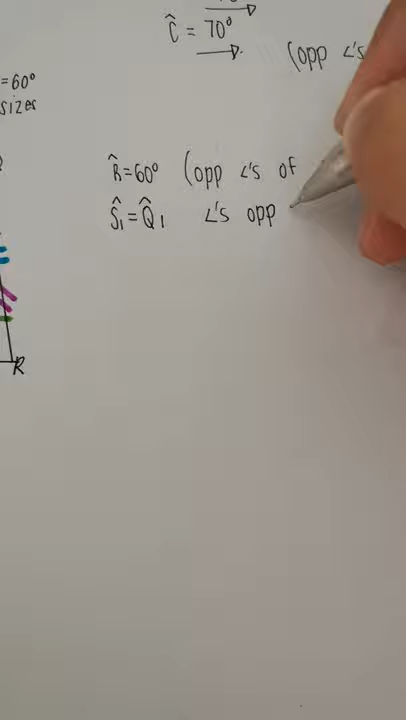 Ĉ = 70°
(opp ∠'s
=60°
sizes
R̂=60° (opp ∠'s of
Ŝ₁=Q̂₁ ∠'s opp
R